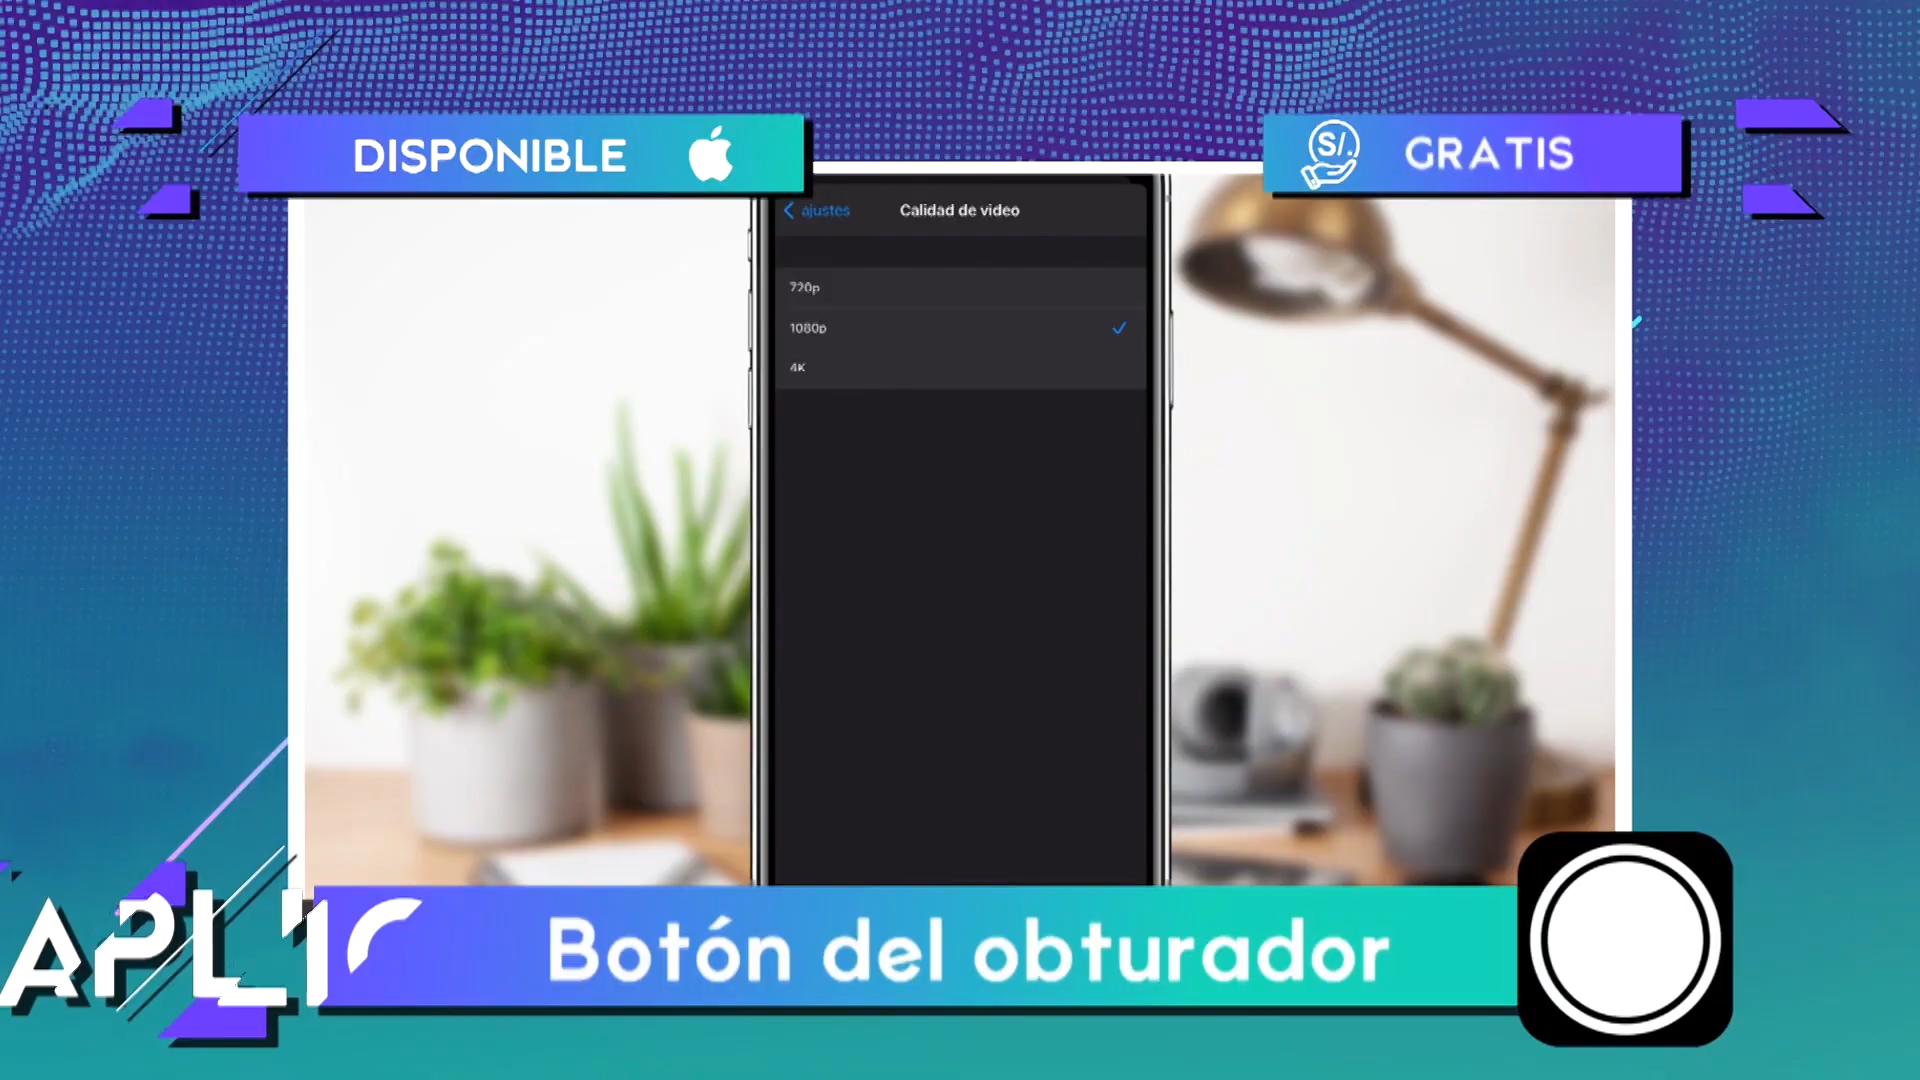 DISPONIBLE
S/.
GRATIS
ajustes
Calidad de video
720p
1080p
4K
Botón del obturador